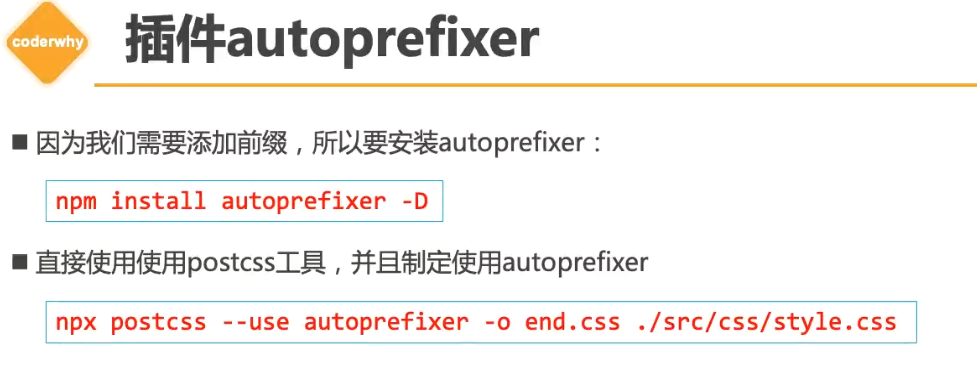 coderwhy
插件autoprefixer
■ 因为我们需要添加前缀，所以要安装autoprefixer：
npm install autoprefixer -D
■ 直接使用使用postcss工具，并且制定使用autoprefixer
npx postcss --use autoprefixer -o end.css ./src/css/style.css